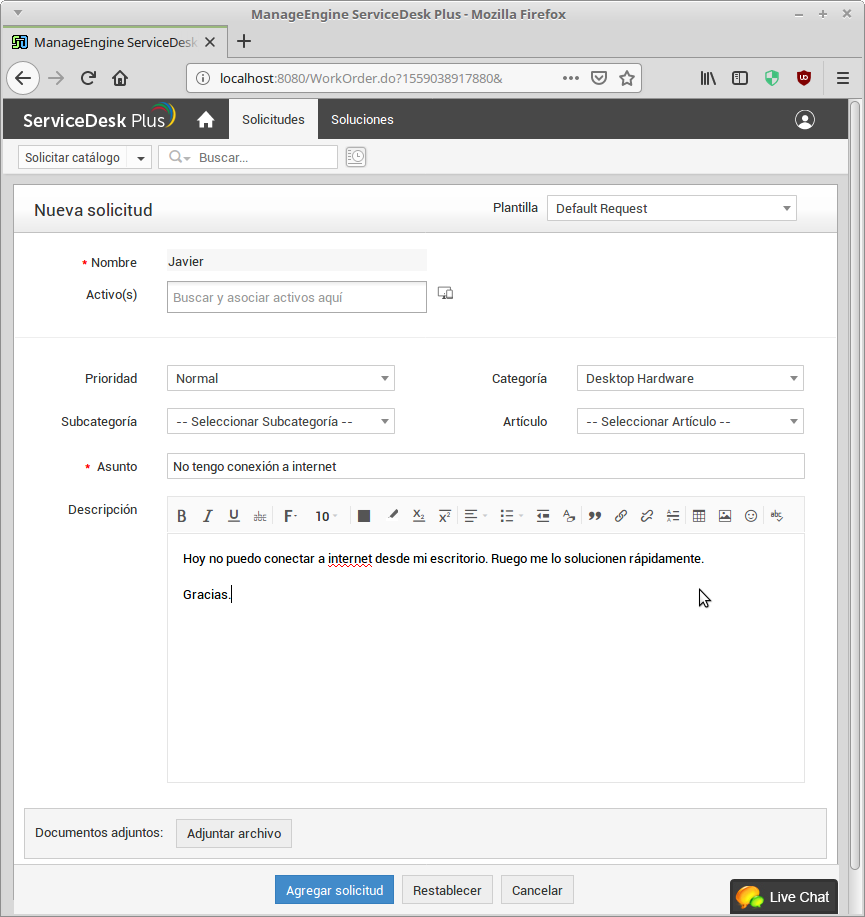 ManageEngine ServiceDesk Plus - Mozilla Firefox
ManageEngine ServiceDesk
localhost:8080/WorkOrder.do?1559038917880&
ServiceDesk Plus Solicitudes Soluciones
Solicitar catálogo Buscar...
Nueva solicitud Plantilla Default Request
* Nombre Javier
Activo(s) Buscar y asociar activos aquí
Prioridad Normal Categoría Desktop Hardware
Subcategoría -- Seleccionar Subcategoría -- Artículo -- Seleccionar Artículo --
* Asunto No tengo conexión a internet
Descripción
B I U abc F 10 X2 X2 abc
Hoy no puedo conectar a internet desde mi escritorio. Ruego me lo solucionen rápidamente.
Gracias.
Documentos adjuntos: Adjuntar archivo
Agregar solicitud Restablecer Cancelar
Live Chat